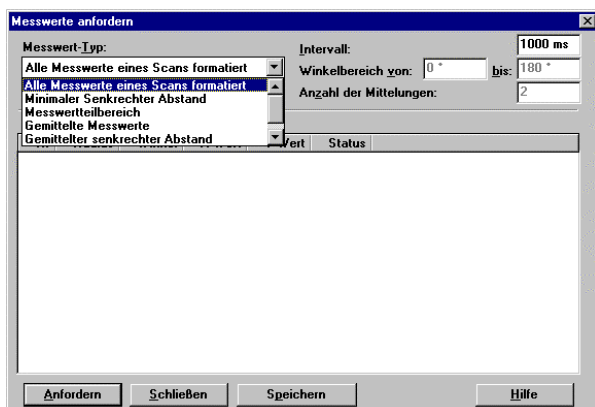 Messwerte anfordern
Messwert-Typ:
Alle Messwerte eines Scans formatiert
Alle Messwerte eines Scans formatiert
Minimaler Senkrechter Abstand
Messwertteilbereich
Gemittelte Messwerte
Gemittelter senkrechter Abstand
Intervall: 1000 ms
Winkelbereich von: 0 ° bis: 180 °
Anzahl der Mittelungen: 2
Wert Status
Anfordern Schließen Speichern Hilfe